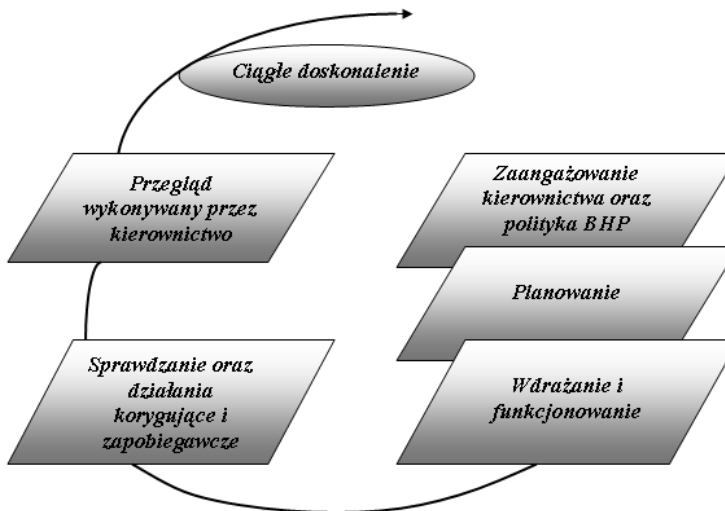 Ciągłe doskonalenie
Przegląd
wykonywany przez
kierownictwo
Zaangażowanie
kierownictwa oraz
polityka BHP
Planowanie
Sprawdzanie oraz
działania
korygujące i
zapobiegawcze
Wdrażanie i
funkcjonowanie